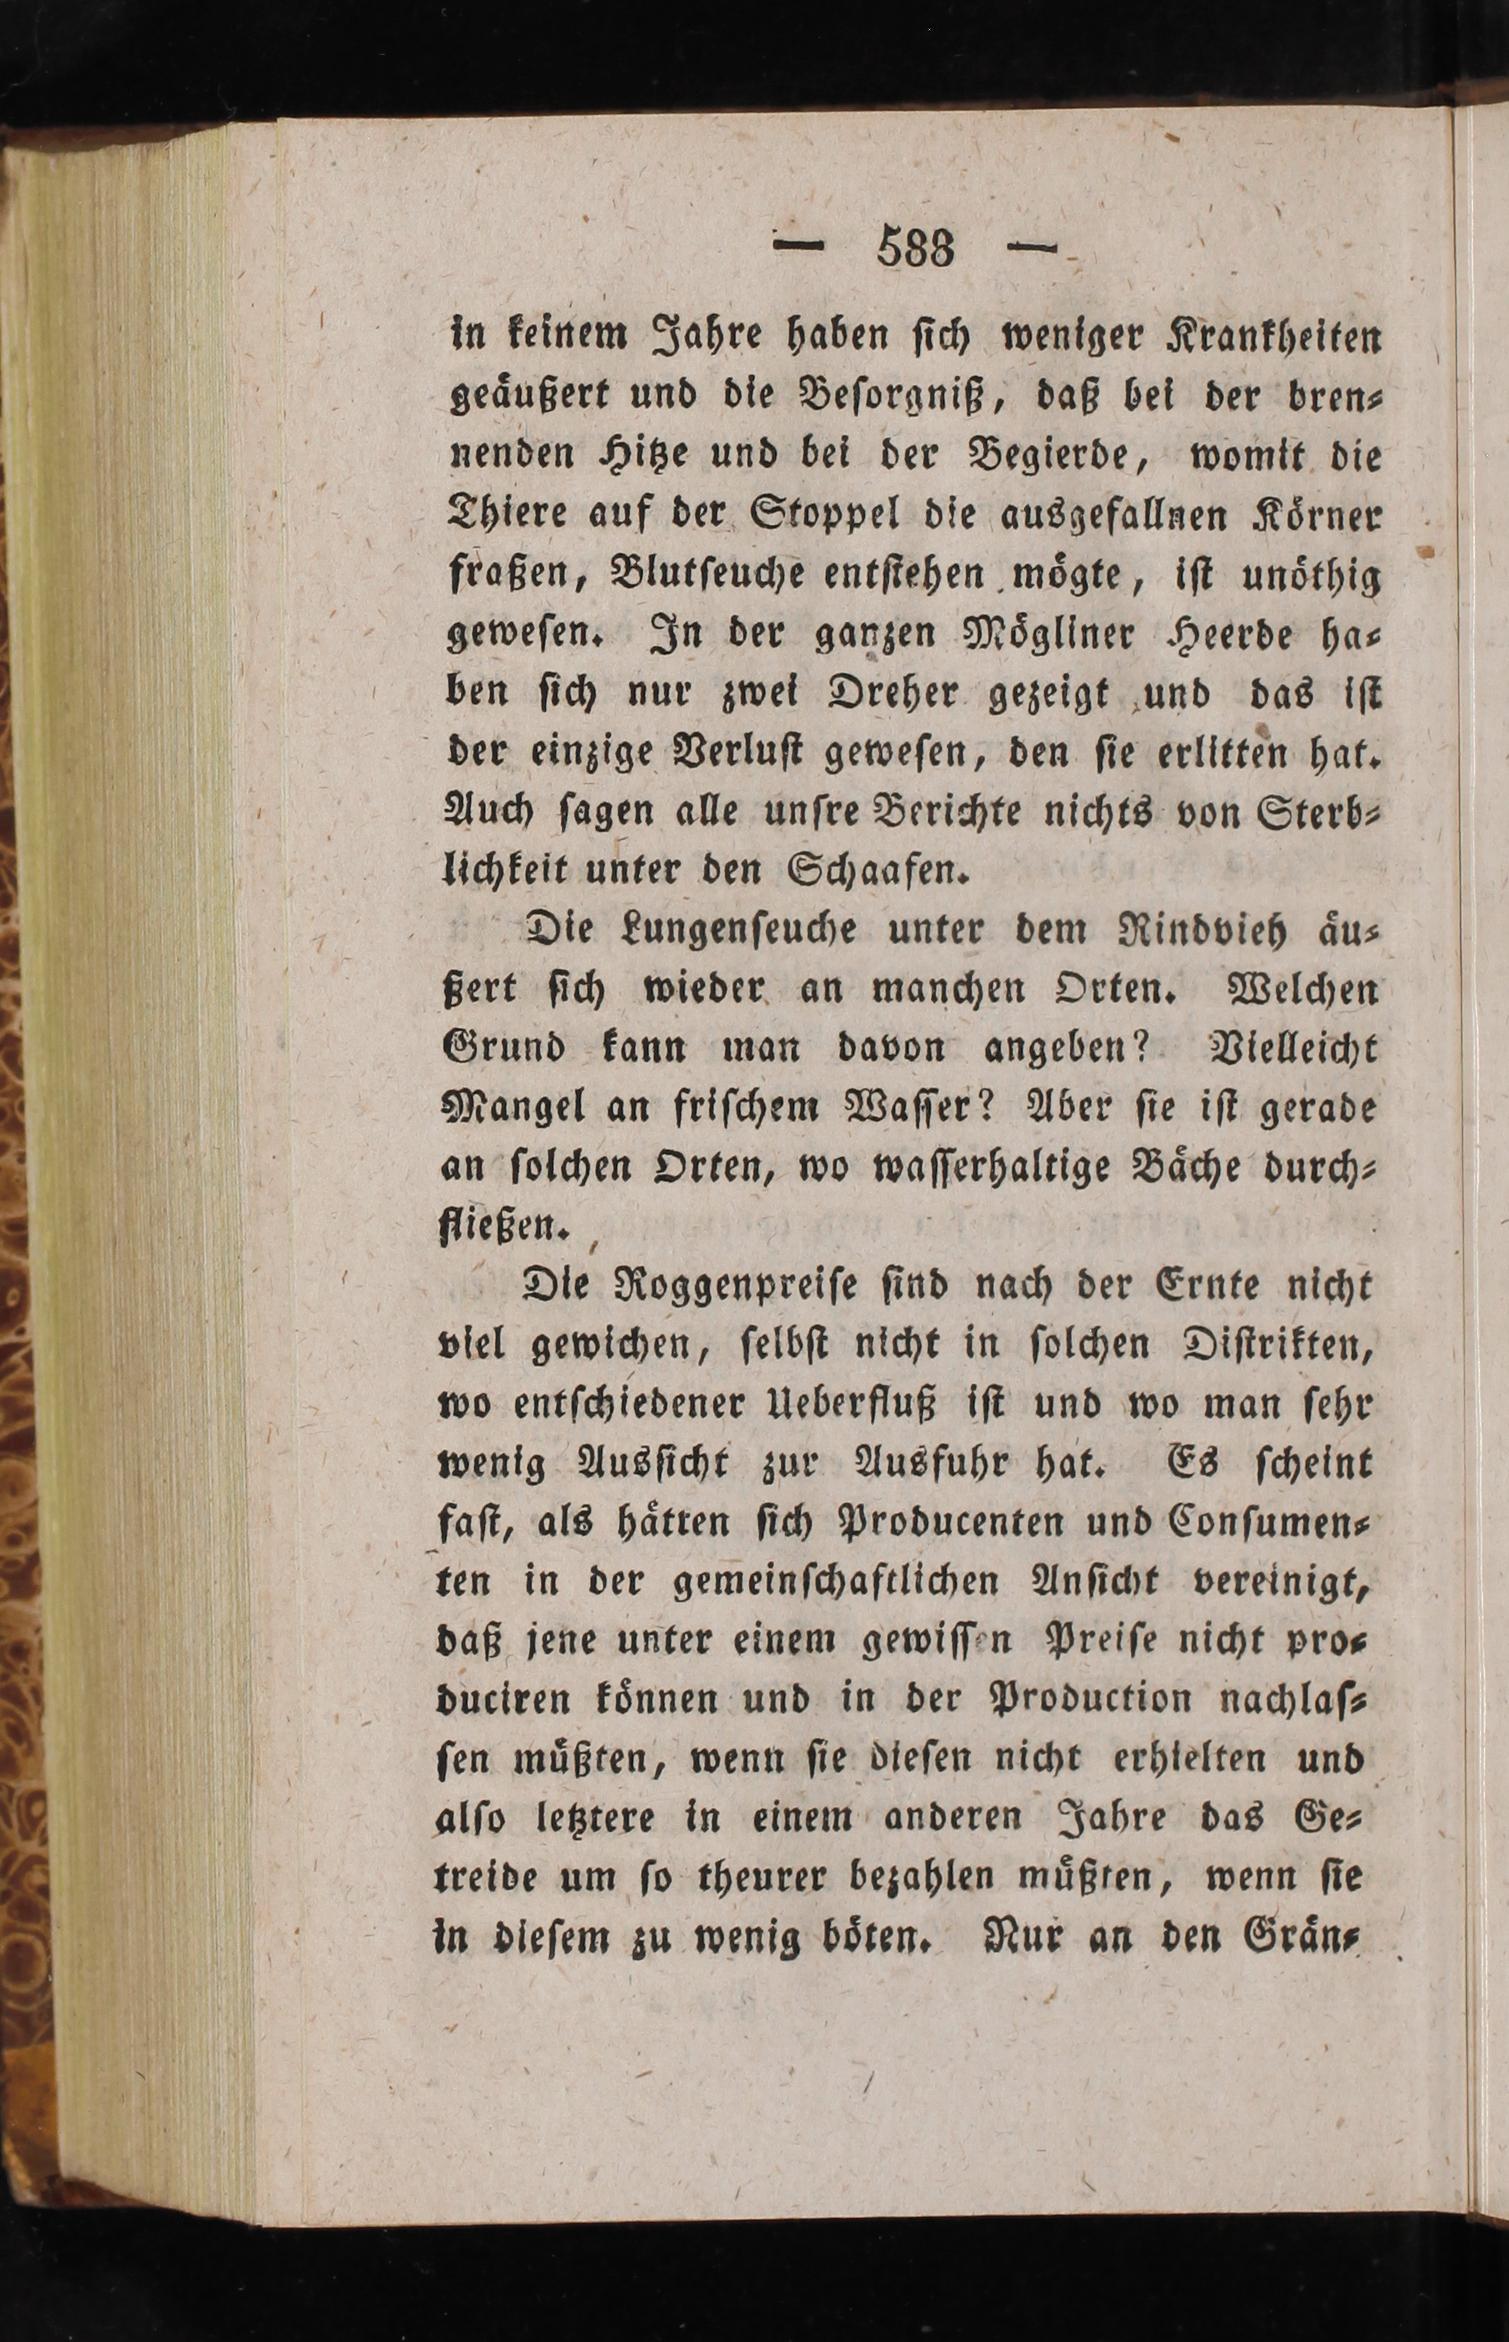 — 588 —
in keinem Jahre haben ſich weniger Krankheiten
geäußert und die Beſorgniß, daß bei der bren⸗
nenden Hitze und bei der Begierde, womit die
Thiere auf der Stoppel die ausgefallnen Körner
fraßen, Blutſeuche entſtehen mögte, iſt unöthig
geweſen. In der ganzen Mögliner Heerde ha⸗
ben ſich nur zwei Dreher gezeigt und das iſt
der einzige Verluſt geweſen, den ſie erlitten hat.
Auch ſagen alle unſre Berichte nichts von Sterb⸗
lichkeit unter den Schaafen.
Die Lungenſeuche unter dem Rindvieh äu⸗
ßert ſich wieder an manchen Orten. Welchen
Grund kann man davon angeben? Vielleicht
Mangel an friſchem Waſſer? Aber ſie iſt gerade
an ſolchen Orten, wo waſſerhaltige Bäche durch⸗
fließen.
Die Roggenpreiſe ſind nach der Ernte nicht
viel gewichen, ſelbſt nicht in ſolchen Diſtrikten,
wo entſchiedener Ueberfluß iſt und wo man ſehr
wenig Ausſicht zur Ausfuhr hat. Es ſcheint
faſt, als hätten ſich Producenten und Conſumen⸗
ten in der gemeinſchaftlichen Anſicht vereinigt,
daß jene unter einem gewiſſen Preiſe nicht pro⸗
duciren können und in der Production nachlaſ⸗
ſen müßten, wenn ſie dieſen nicht erhielten und
alſo letztere in einem anderen Jahre das Ge⸗
treide um ſo theurer bezahlen müßten, wenn ſie
in dieſem zu wenig böten. Nur an den Grän⸗